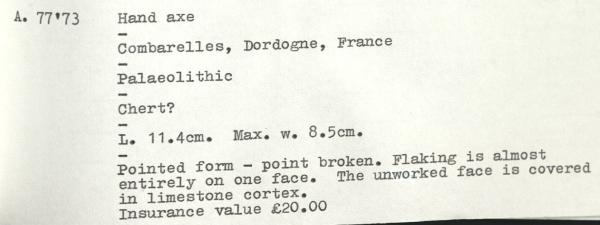 A. 77'73 Hand axe
–
Combarelles, Dordogne, France
–
Palaeolithic
–
Chert?
–
L. 11.4cm. Max. w. 8.5cm.
–
Pointed form - point broken. Flaking is almost
entirely on one face. The unworked face is covered
in limestone cortex.
Insurance value £20.00